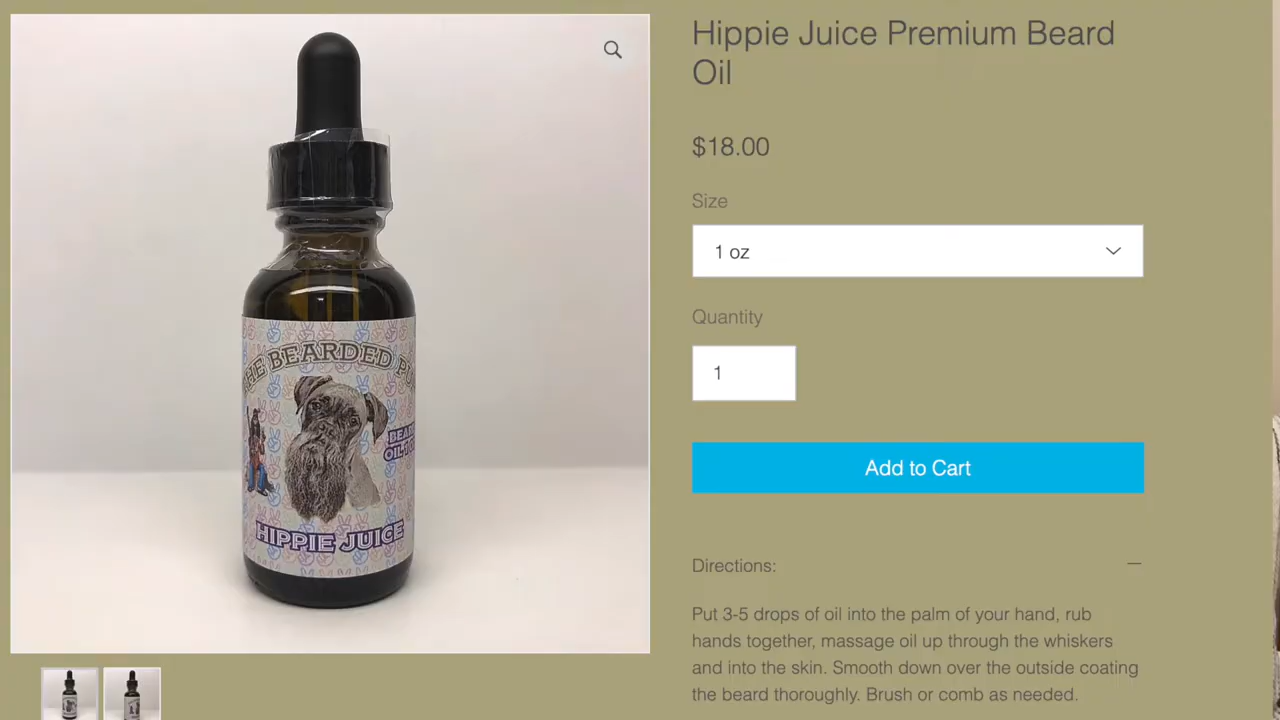 Hippie Juice Premium Beard
Oil
$18.00
Size
1 oz
Quantity
1
Add to Cart
Directions:
Put 3-5 drops of oil into the palm of your hand, rub
hands together, massage oil up through the whiskers
and into the skin. Smooth down over the outside coating
the beard thoroughly. Brush or comb as needed.
BEARDED
HIPPIE JUICE